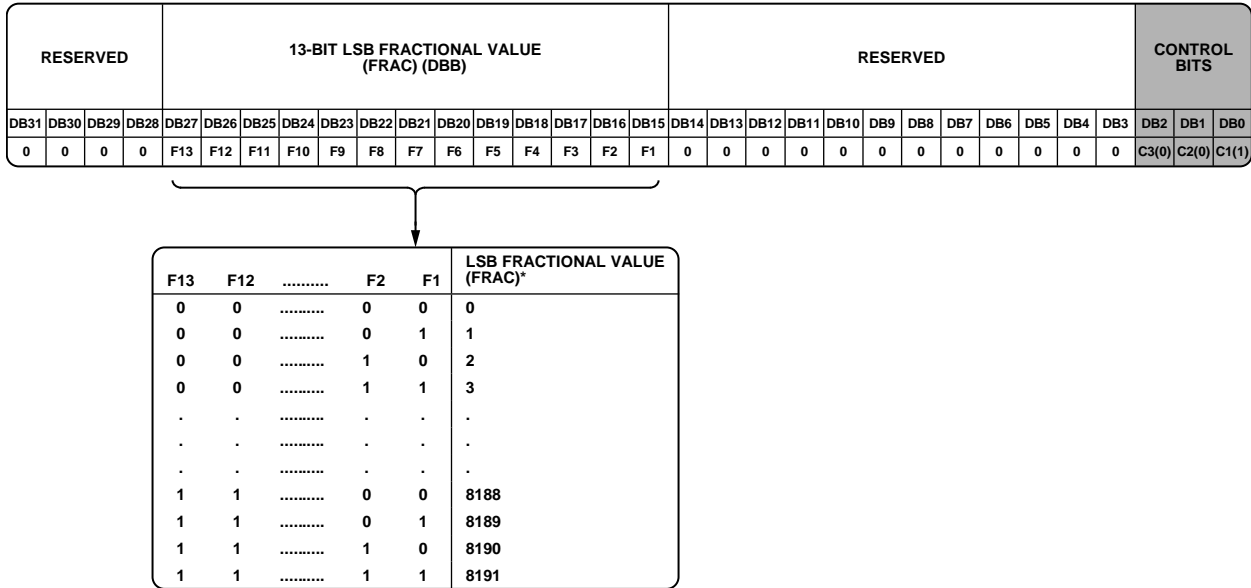 RESERVED
13-BIT LSB FRACTIONAL VALUE
(FRAC) (DBB)
RESERVED
CONTROL
BITS
DB31 DB30 DB29 DB28 DB27 DB26 DB25 DB24 DB23 DB22 DB21 DB20 DB19 DB18 DB17 DB16 DB15 DB14 DB13 DB12 DB11 DB10 DB9 DB8 DB7 DB6 DB5 DB4 DB3 DB2 DB1 DB0
0 0 0 0 F13 F12 F11 F10 F9 F8 F7 F6 F5 F4 F3 F2 F1 0 0 0 0 0 0 0 0 0 0 0 0 C3(0) C2(0) C1(1)
LSB FRACTIONAL VALUE
F13 F12 .......... F2 F1 (FRAC)*
0 0 .......... 0 0 0
0 0 .......... 0 1 1
0 0 .......... 1 0 2
0 0 .......... 1 1 3
. . .......... . . .
. . .......... . . .
. . .......... . . .
1 1 .......... 0 0 8188
1 1 .......... 0 1 8189
1 1 .......... 1 0 8190
1 1 .......... 1 1 8191